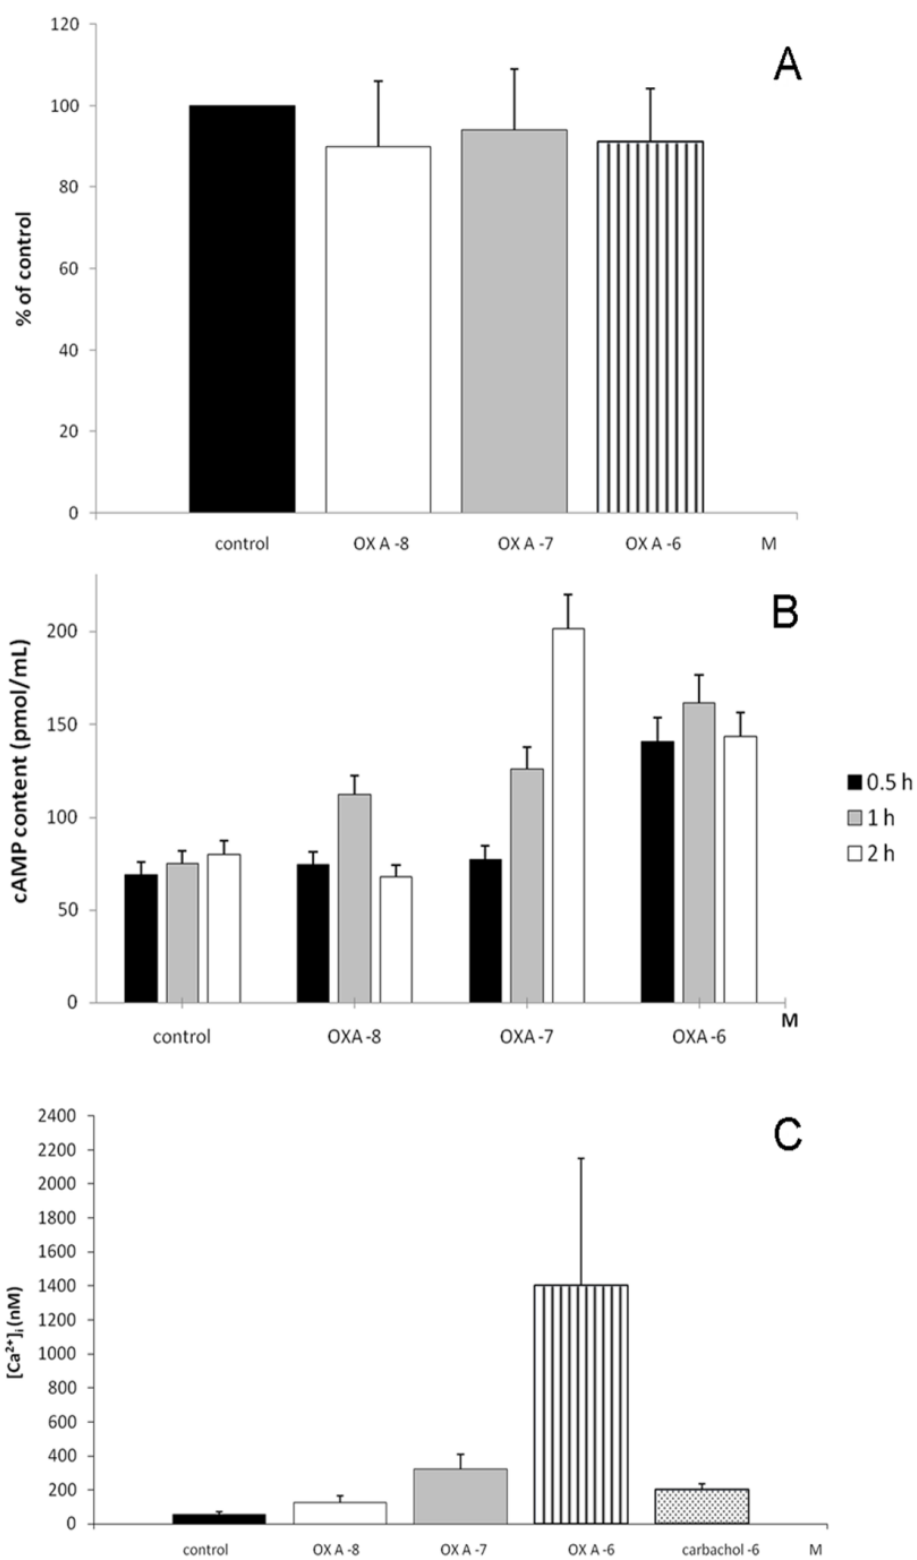 A
120
100
80
60
40
20
0
% of control
control OX A -8 OX A -7 OX A -6 M
B
200
150
100
50
0
cAMP content (pmol/mL)
0.5 h
1 h
2 h
control OXA -8 OXA -7 OXA -6 M
C
2400
2200
2000
1800
1600
1400
1200
1000
800
600
400
200
0
[Ca²⁺]ᵢ (nM)
control OX A -8 OX A -7 OX A -6 carbachol -6 M